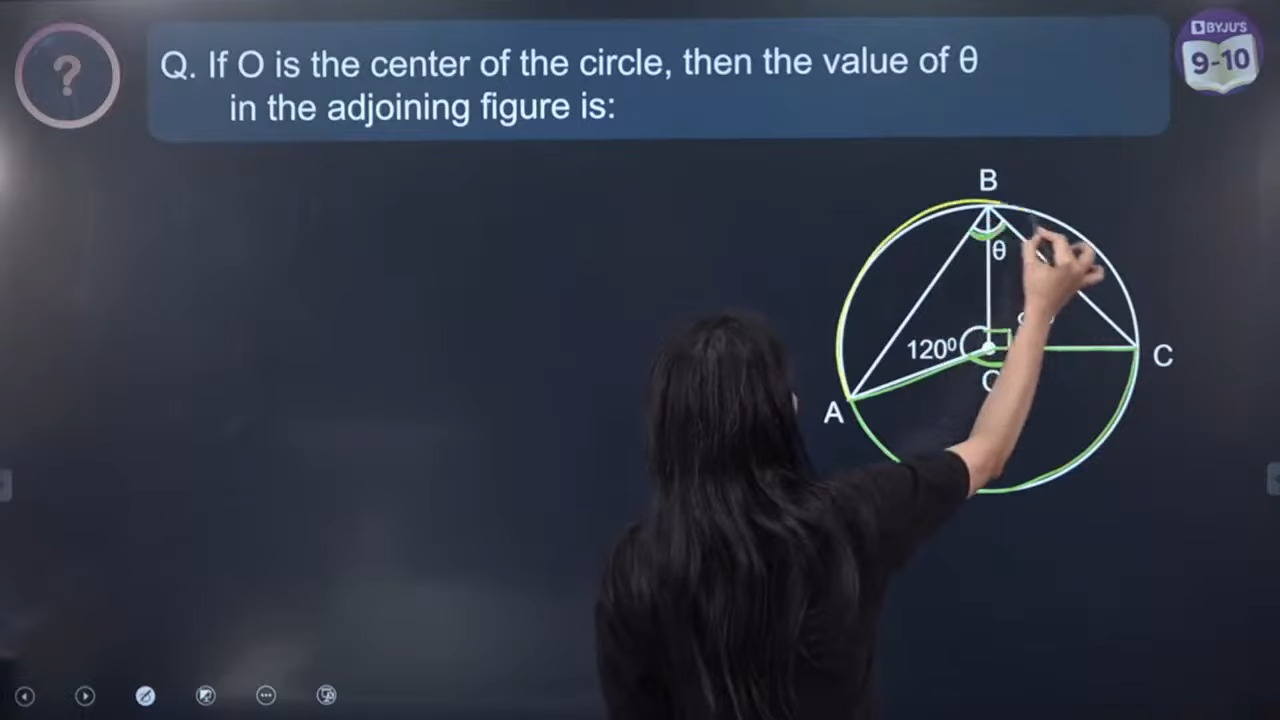 BYJU'S
9-10
?
Q. If O is the center of the circle, then the value of θ
in the adjoining figure is:
B
θ
120⁰
C
A